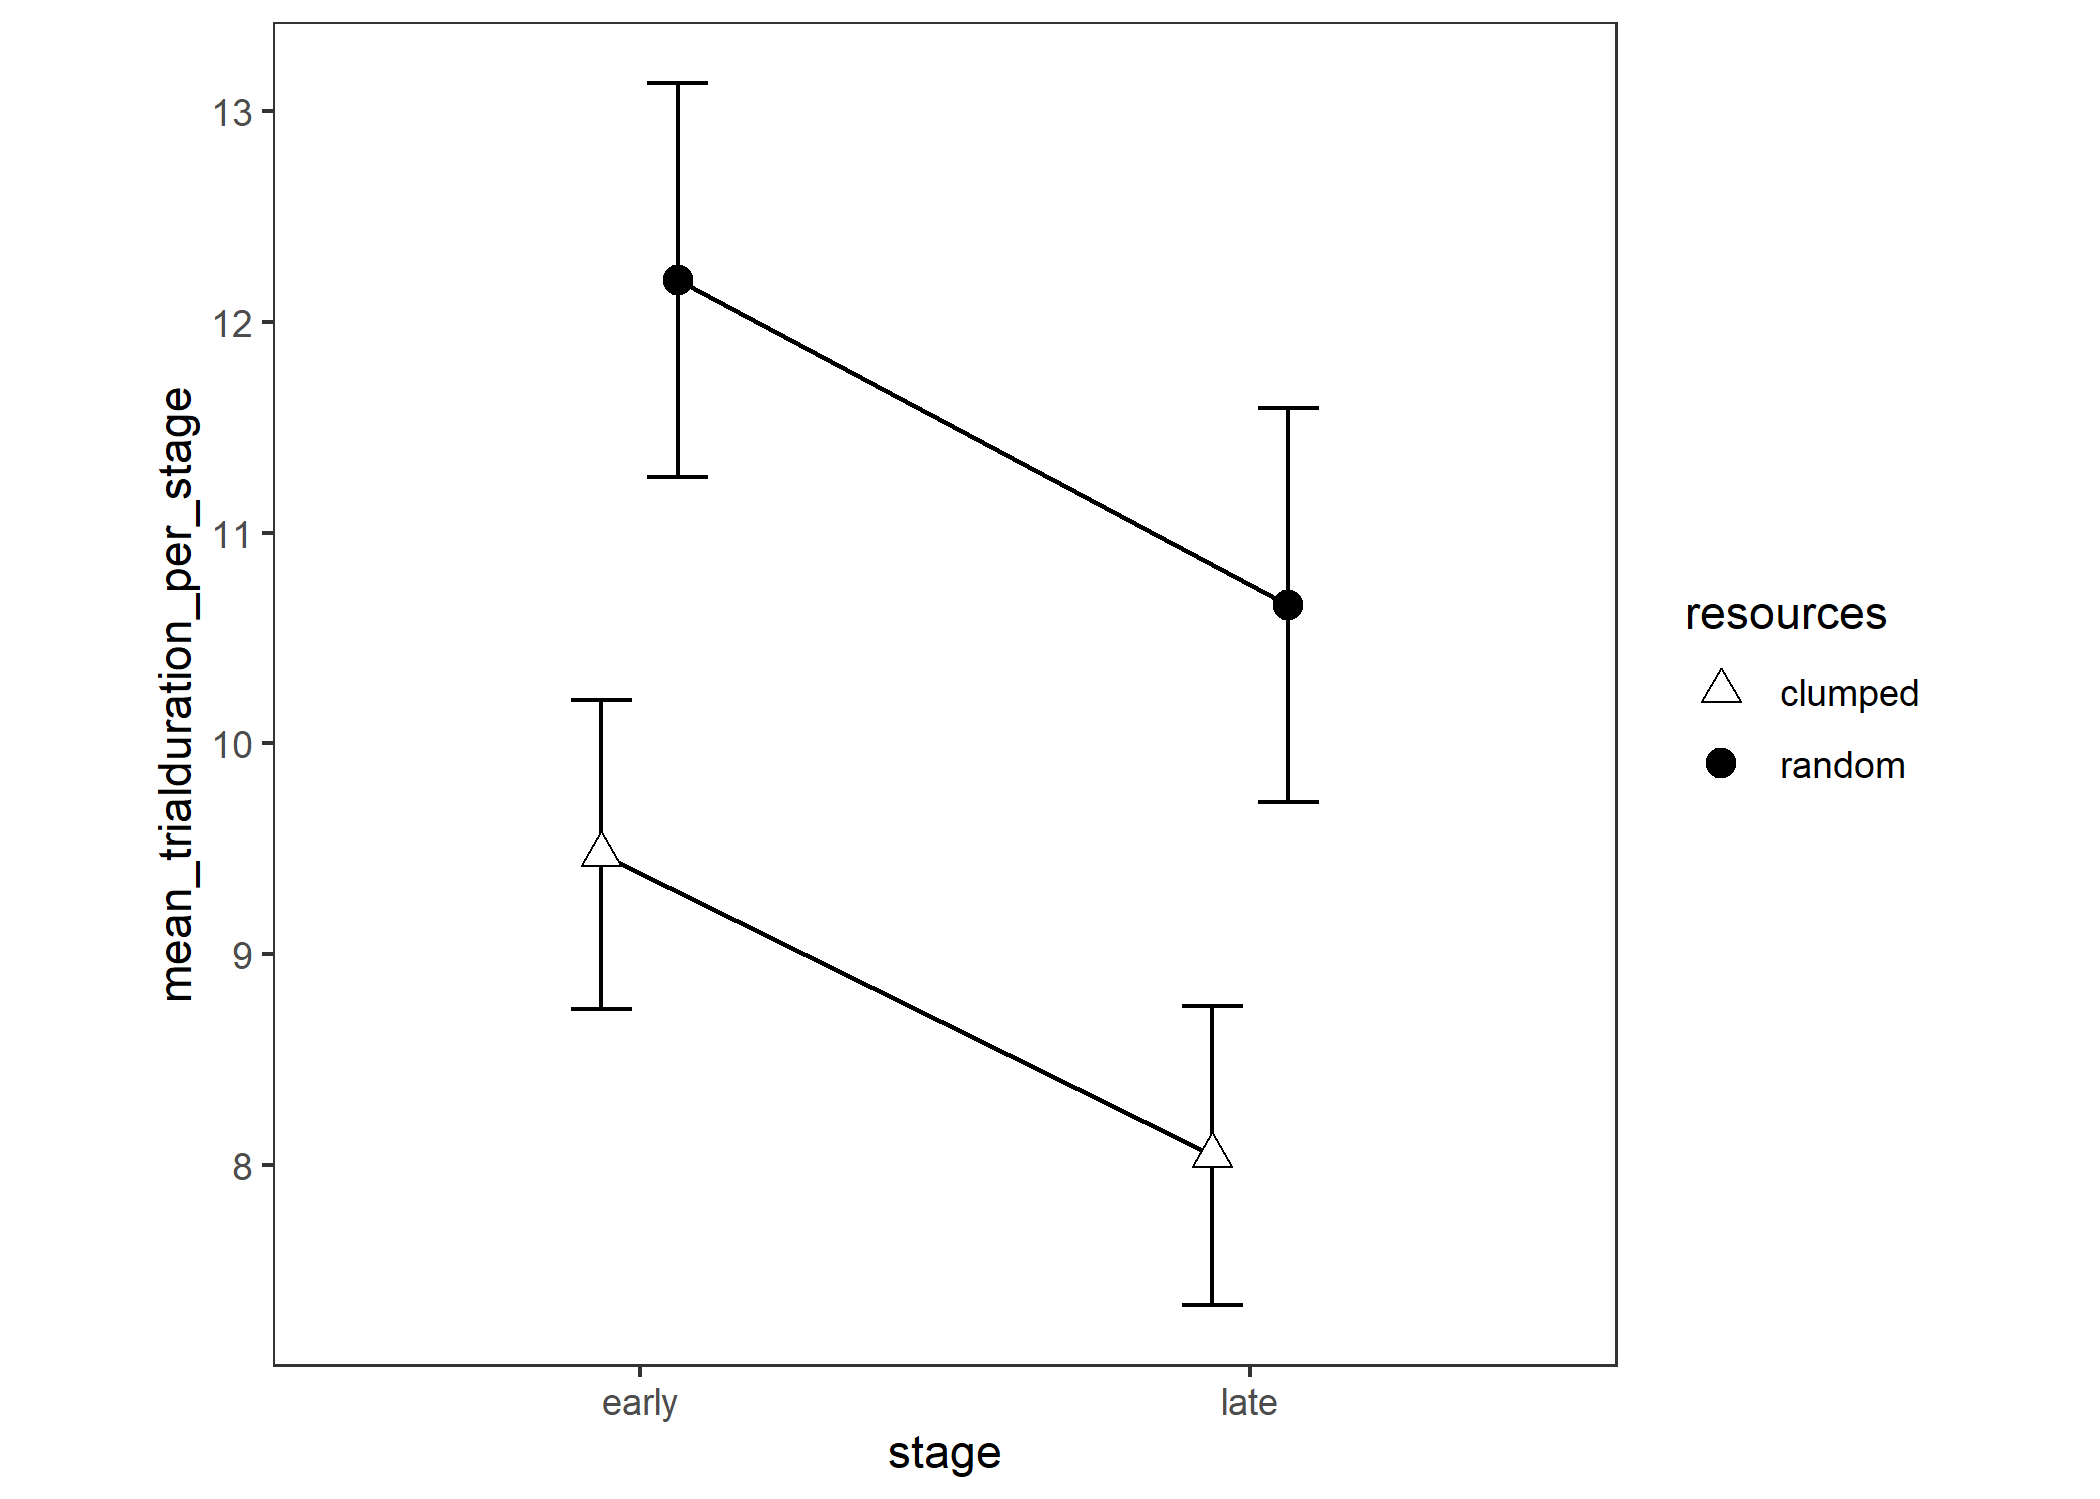 mean_trialduration_per_stage
13
12
11
10
9
8
early
late
stage
resources
clumped
random